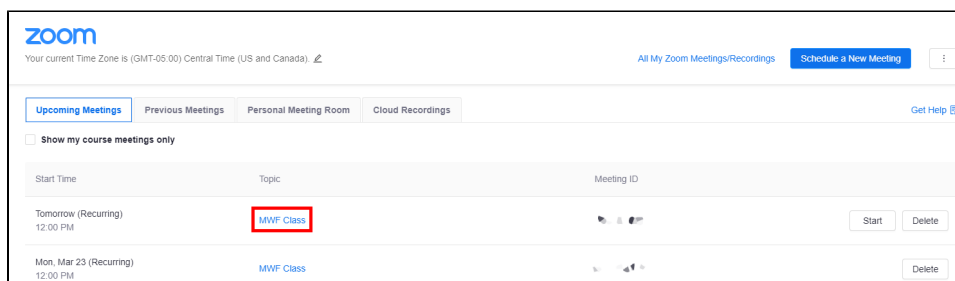 zoom
Your current Time Zone is (GMT-05:00) Central Time (US and Canada).
All My Zoom Meetings/Recordings
Schedule a New Meeting
Upcoming Meetings Previous Meetings Personal Meeting Room Cloud Recordings
Get Help
Show my course meetings only
Start Time Topic Meeting ID
Tomorrow (Recurring)
12:00 PM
MWF Class
Start Delete
Mon, Mar 23 (Recurring)
12:00 PM
MWF Class
Delete